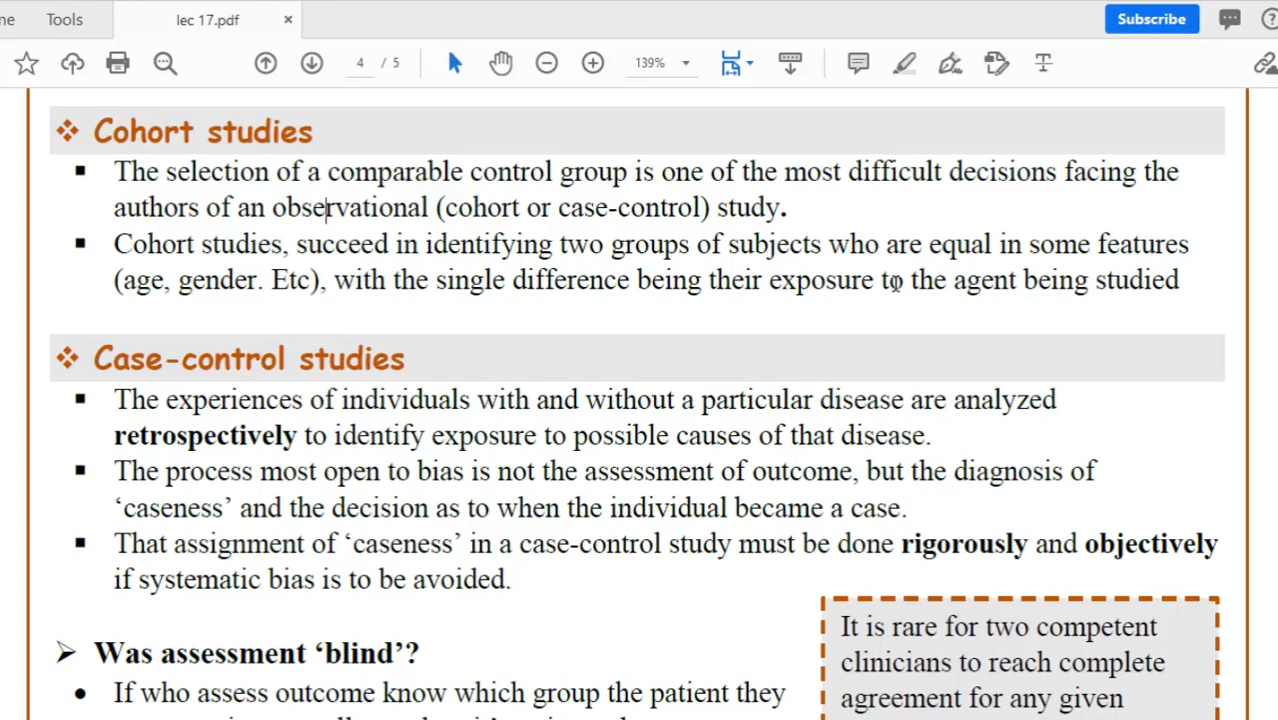 me Tools lec 17.pdf × Subscribe ?
4 / 5 139%
❖ Cohort studies
▪ The selection of a comparable control group is one of the most difficult decisions facing the
authors of an observational (cohort or case-control) study.
▪ Cohort studies, succeed in identifying two groups of subjects who are equal in some features
(age, gender. Etc), with the single difference being their exposure to the agent being studied
❖ Case-control studies
▪ The experiences of individuals with and without a particular disease are analyzed
retrospectively to identify exposure to possible causes of that disease.
▪ The process most open to bias is not the assessment of outcome, but the diagnosis of
‘caseness’ and the decision as to when the individual became a case.
▪ That assignment of ‘caseness’ in a case-control study must be done rigorously and objectively
if systematic bias is to be avoided.
➢ Was assessment ‘blind’?
• If who assess outcome know which group the patient they
It is rare for two competent
clinicians to reach complete
agreement for any given